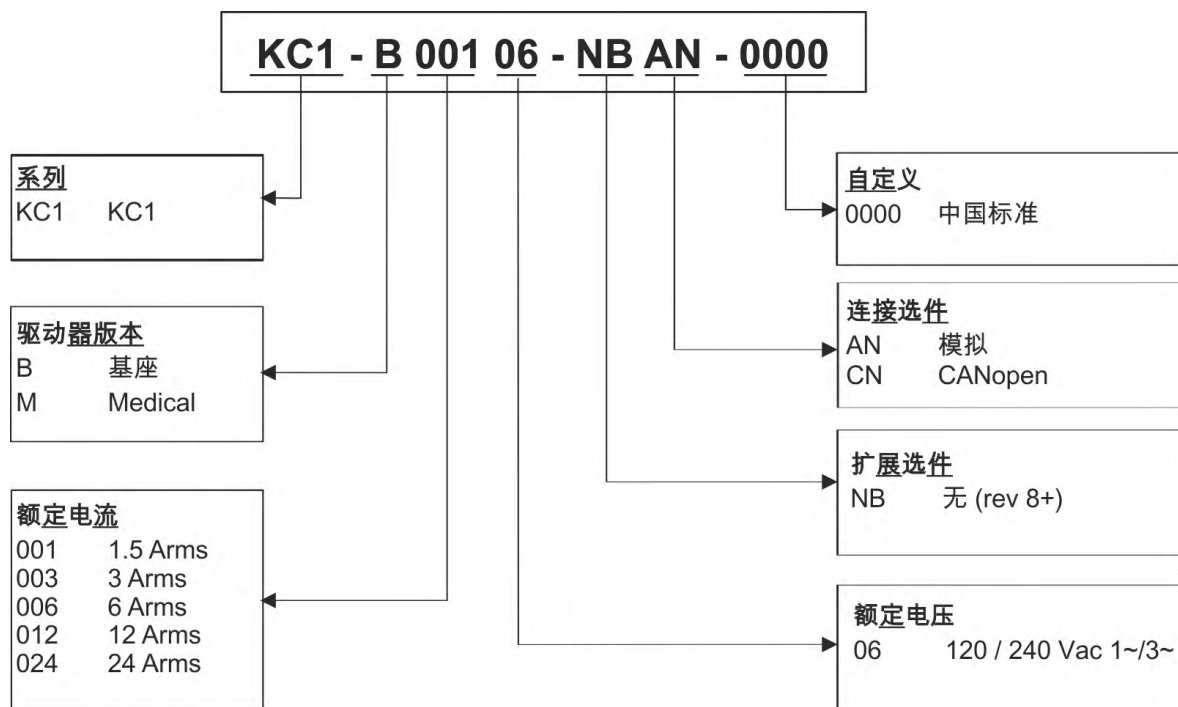 KC1 - B 001 06 - NB AN - 0000
系列
KC1 KC1
驱动器版本
B 基座
M Medical
额定电流
001 1.5 Arms
003 3 Arms
006 6 Arms
012 12 Arms
024 24 Arms
自定义
0000 中国标准
连接选件
AN 模拟
CN CANopen
扩展选件
NB 无 (rev 8+)
额定电压
06 120 / 240 Vac 1~/3~